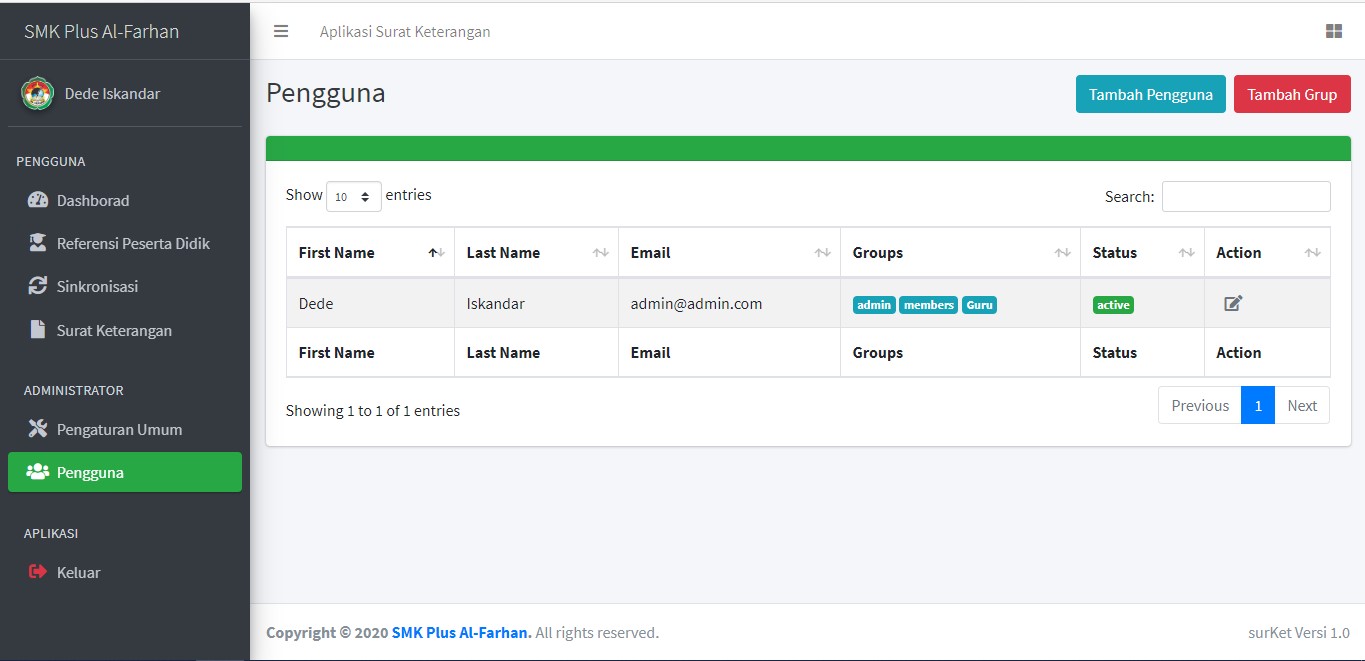 SMK Plus Al-Farhan
Aplikasi Surat Keterangan
Dede Iskandar
PENGGUNA
Dashborad
Referensi Peserta Didik
Sinkronisasi
Surat Keterangan
ADMINISTRATOR
Pengaturan Umum
Pengguna
APLIKASI
Keluar
Pengguna
Tambah Pengguna Tambah Grup
Show 10 entries Search:
First Name Last Name Email Groups Status Action
Dede Iskandar admin@admin.com admin members Guru active
First Name Last Name Email Groups Status Action
Showing 1 to 1 of 1 entries Previous 1 Next
Copyright © 2020 SMK Plus Al-Farhan. All rights reserved. surKet Versi 1.0